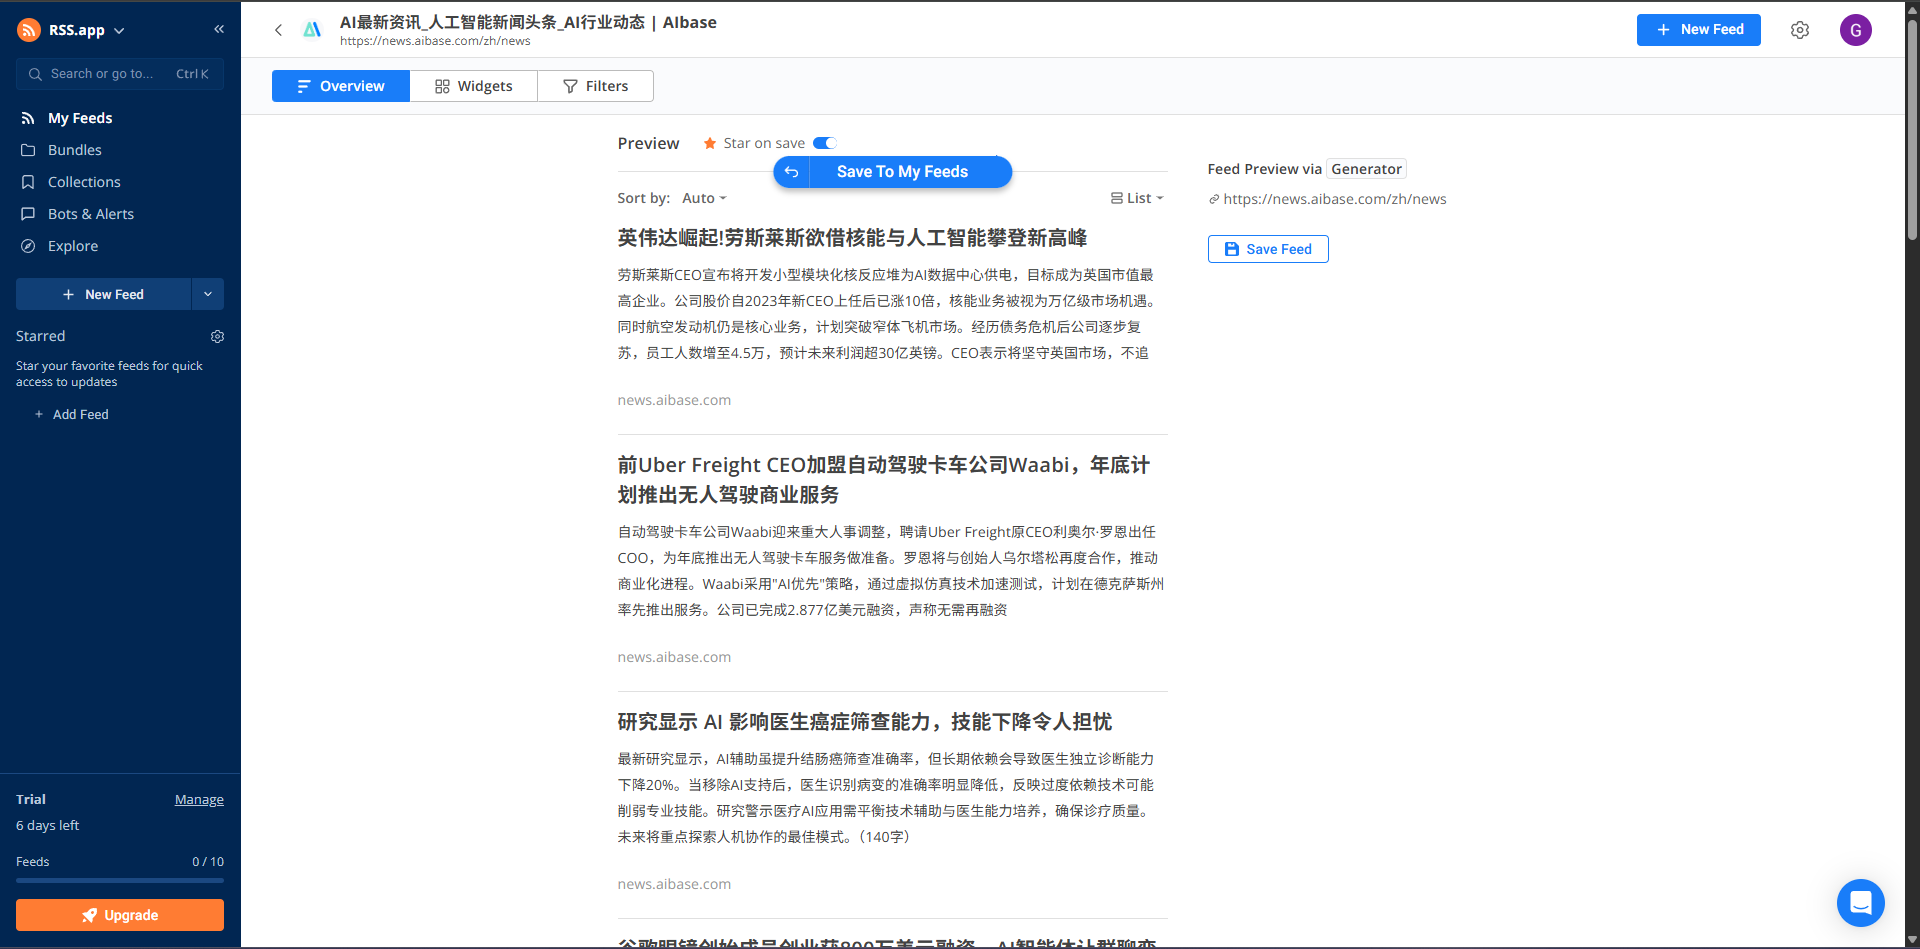 RSS.app
Search or go to...
Ctrl K
My Feeds
Bundles
Collections
Bots & Alerts
Explore
New Feed
Starred
Star your favorite feeds for quick
access to updates
Add Feed
Trial
Manage
6 days left
Feeds
0 / 10
Upgrade
AI最新资讯_人工智能新闻头条_AI行业动态 | AIbase
https://news.aibase.com/zh/news
New Feed
G
Overview
Widgets
Filters
Preview
Star on save
Save To My Feeds
Sort by: Auto
List
英伟达崛起!劳斯莱斯欲借核能与人工智能攀登新高峰
劳斯莱斯CEO宣布将开发小型模块化核反应堆为AI数据中心供电，目标成为英国市值最
高企业。公司股价自2023年新CEO上任后已涨10倍，核能业务被视为万亿级市场机遇。
同时航空发动机仍是核心业务，计划突破窄体飞机市场。经历债务危机后公司逐步复
苏，员工人数增至4.5万，预计未来利润超30亿英镑。CEO表示将坚守英国市场，不追
news.aibase.com
前Uber Freight CEO加盟自动驾驶卡车公司Waabi，年底计
划推出无人驾驶商业服务
自动驾驶卡车公司Waabi迎来重大人事调整，聘请Uber Freight原CEO利奥尔·罗恩出任
COO，为年底推出无人驾驶卡车服务做准备。罗恩将与创始人乌尔塔松再度合作，推动
商业化进程。Waabi采用"AI优先"策略，通过虚拟仿真技术加速测试，计划在德克萨斯州
率先推出服务。公司已完成2.877亿美元融资，声称无需再融资
news.aibase.com
研究显示 AI 影响医生癌症筛查能力，技能下降令人担忧
最新研究显示，AI辅助虽提升结肠癌筛查准确率，但长期依赖会导致医生独立诊断能力
下降20%。当移除AI支持后，医生识别病变的准确率明显降低，反映过度依赖技术可能
削弱专业技能。研究警示医疗AI应用需平衡技术辅助与医生能力培养，确保诊疗质量。
未来将重点探索人机协作的最佳模式。（140字）
news.aibase.com
谷歌眼镜创始成员创业获800万美元融资，AI智能体让群聊变
Feed Preview via Generator
https://news.aibase.com/zh/news
Save Feed